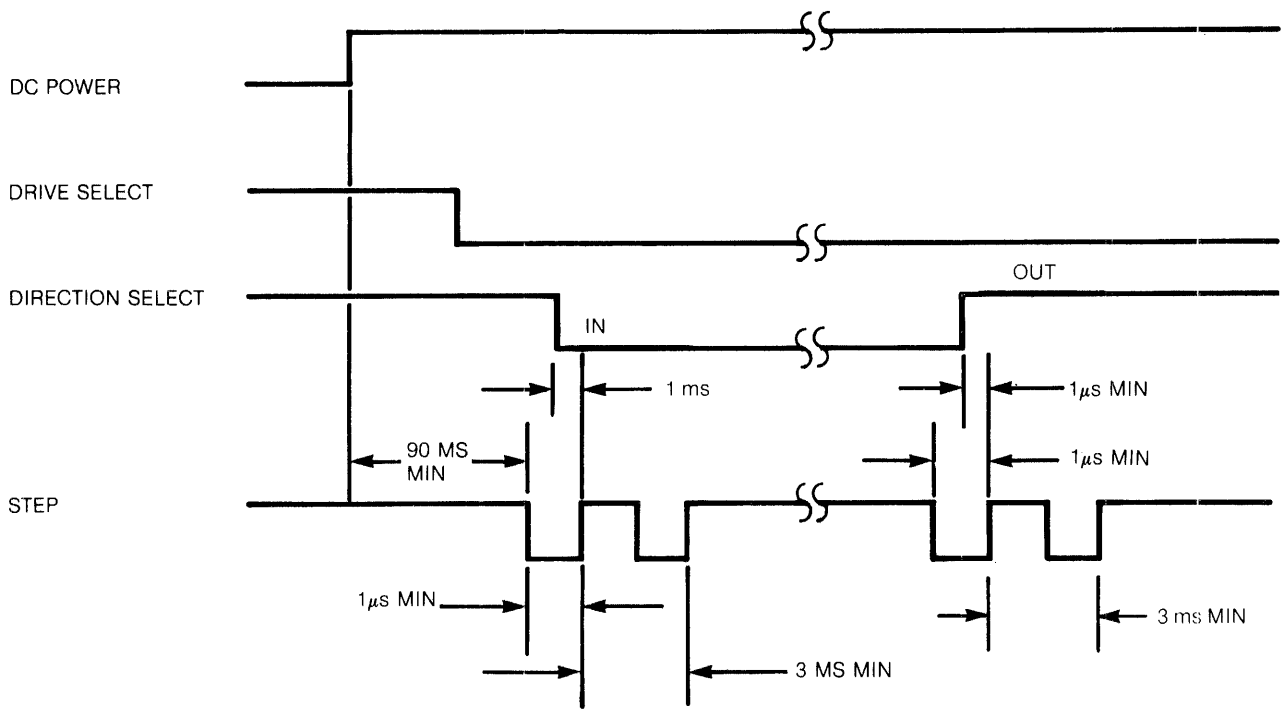 DC POWER
DRIVE SELECT
DIRECTION SELECT
OUT
IN
1 ms
1μs MIN
90 MS
MIN
1μs MIN
STEP
1μs MIN
3 ms MIN
3 MS MIN